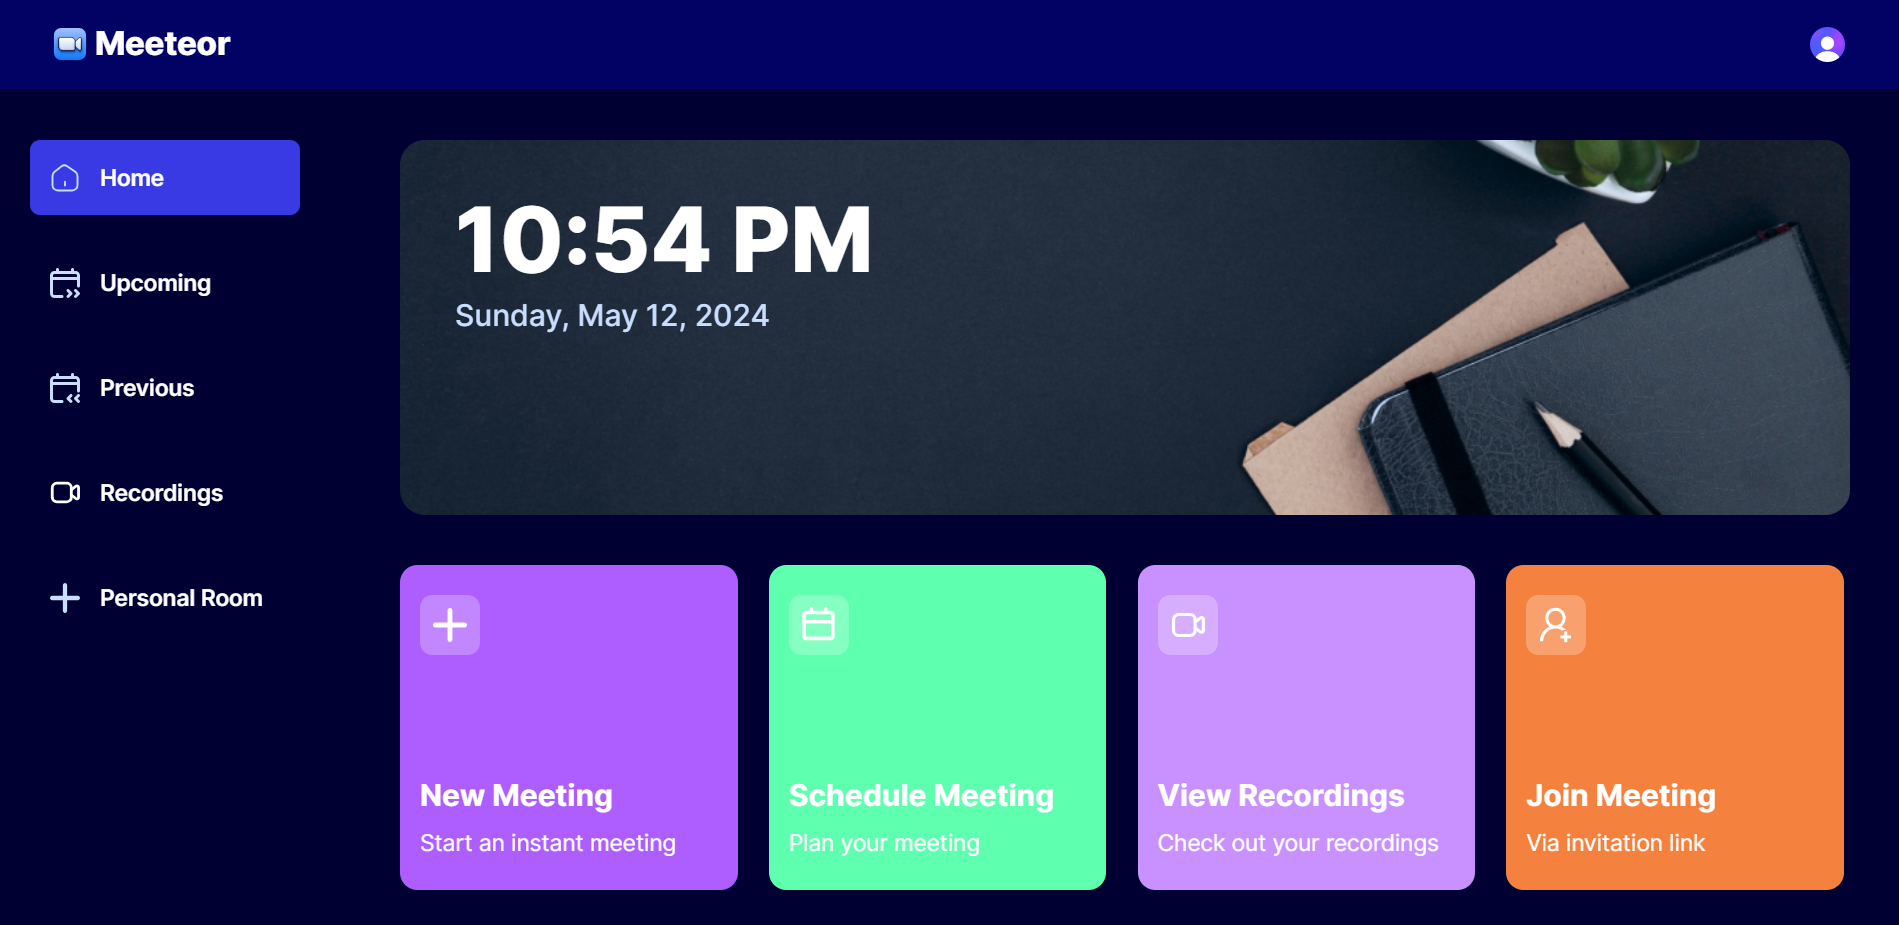 Meeteor
Home
Upcoming
Previous
Recordings
Personal Room
10:54 PM
Sunday, May 12, 2024
New Meeting
Start an instant meeting
Schedule Meeting
Plan your meeting
View Recordings
Check out your recordings
Join Meeting
Via invitation link